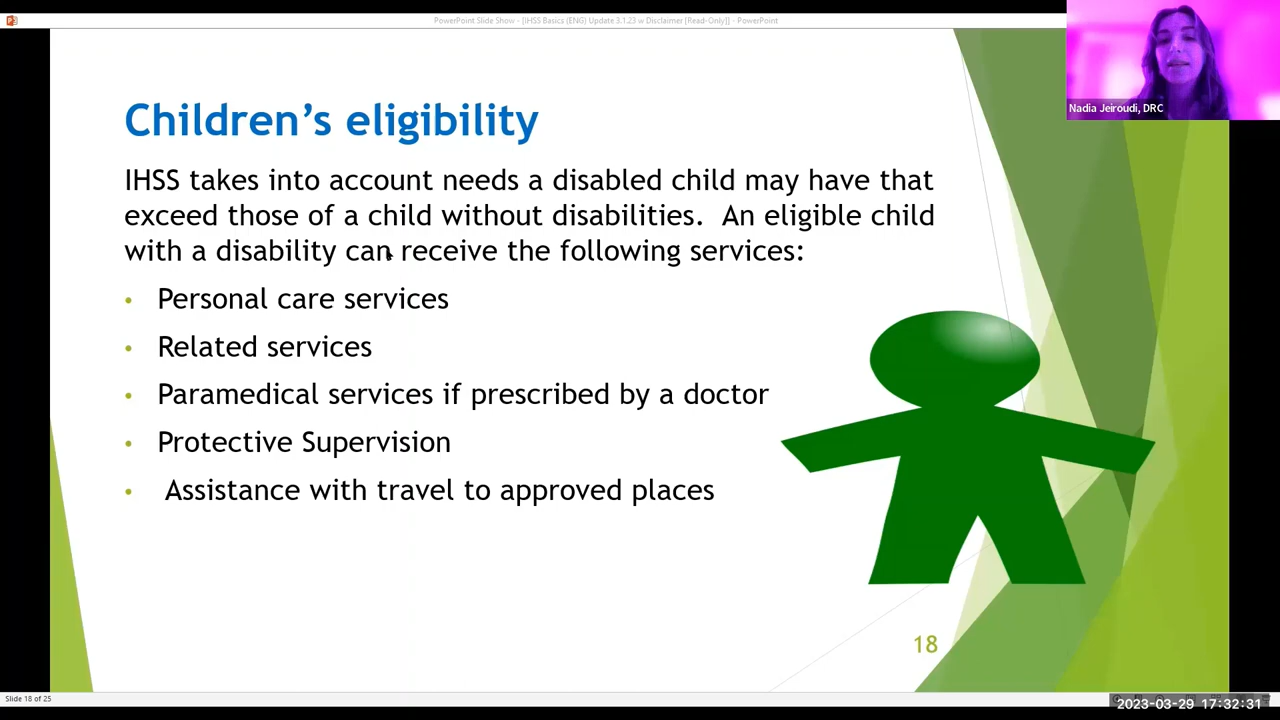 PowerPoint Slide Show - [IHSS Basics (ENG) Update 3.1.23 w Disclaimer [Read-Only]] - PowerPoint
Nadia Jeiroudi, DRC
Children's eligibility
IHSS takes into account needs a disabled child may have that
exceed those of a child without disabilities.  An eligible child
with a disability can receive the following services:
• Personal care services
• Related services
• Paramedical services if prescribed by a doctor
• Protective Supervision
• Assistance with travel to approved places
18
Slide 18 of 25
2023-03-29 17:32:31